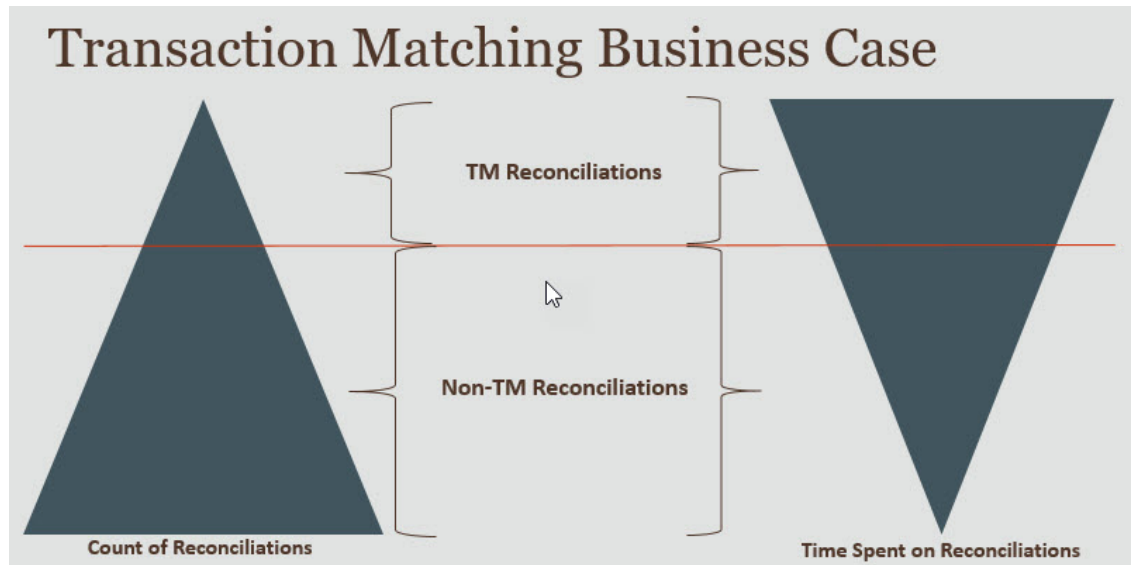 Transaction Matching Business Case
TM Reconciliations
Non-TM Reconciliations
Count of Reconciliations
Time Spent on Reconciliations